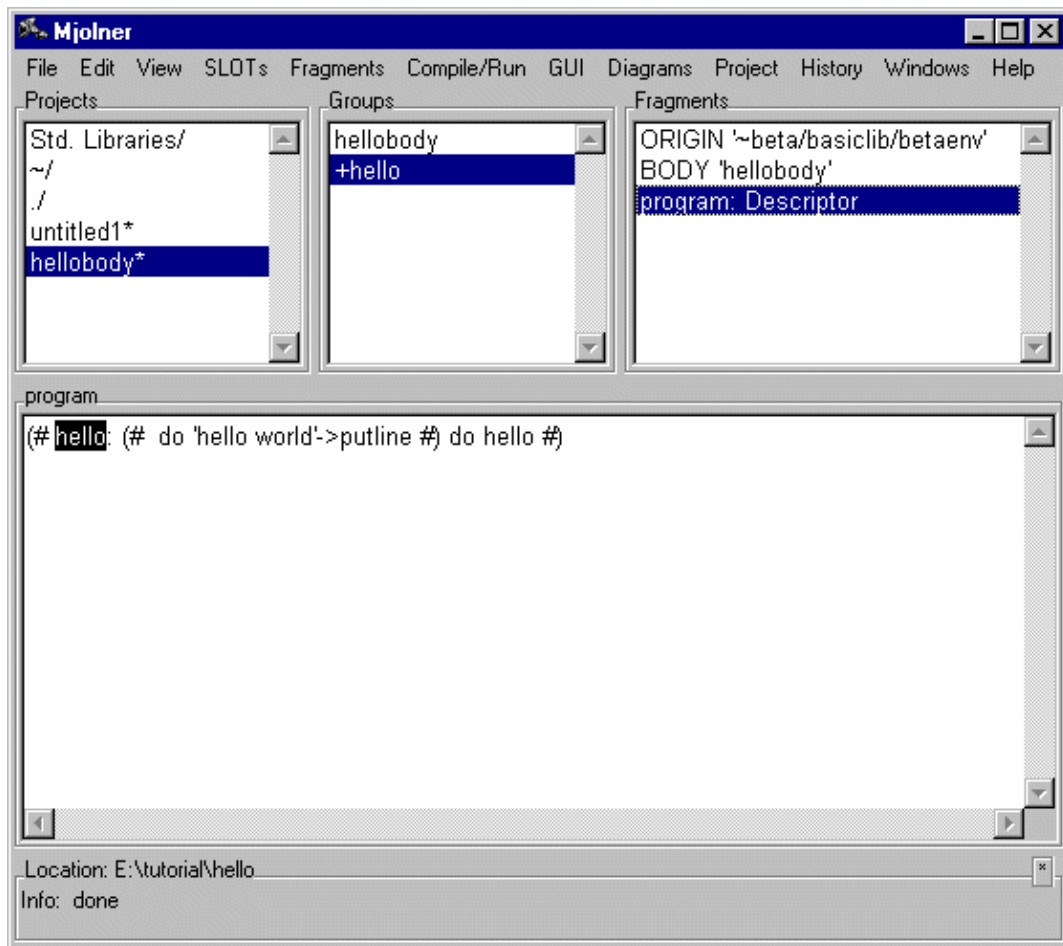 Mjolner
File Edit View SLOTs Fragments Compile/Run GUI Diagrams Project History Windows Help
Projects
Std. Libraries/
~/
./
untitled1*
hellobody*
Groups
hellobody
+hello
Fragments
ORIGIN '~beta/basiclib/betaenv'
BODY 'hellobody'
program: Descriptor
program
(# hello: (# do 'hello world'->putline #) do hello #)
Location: E:\tutorial\hello
Info: done